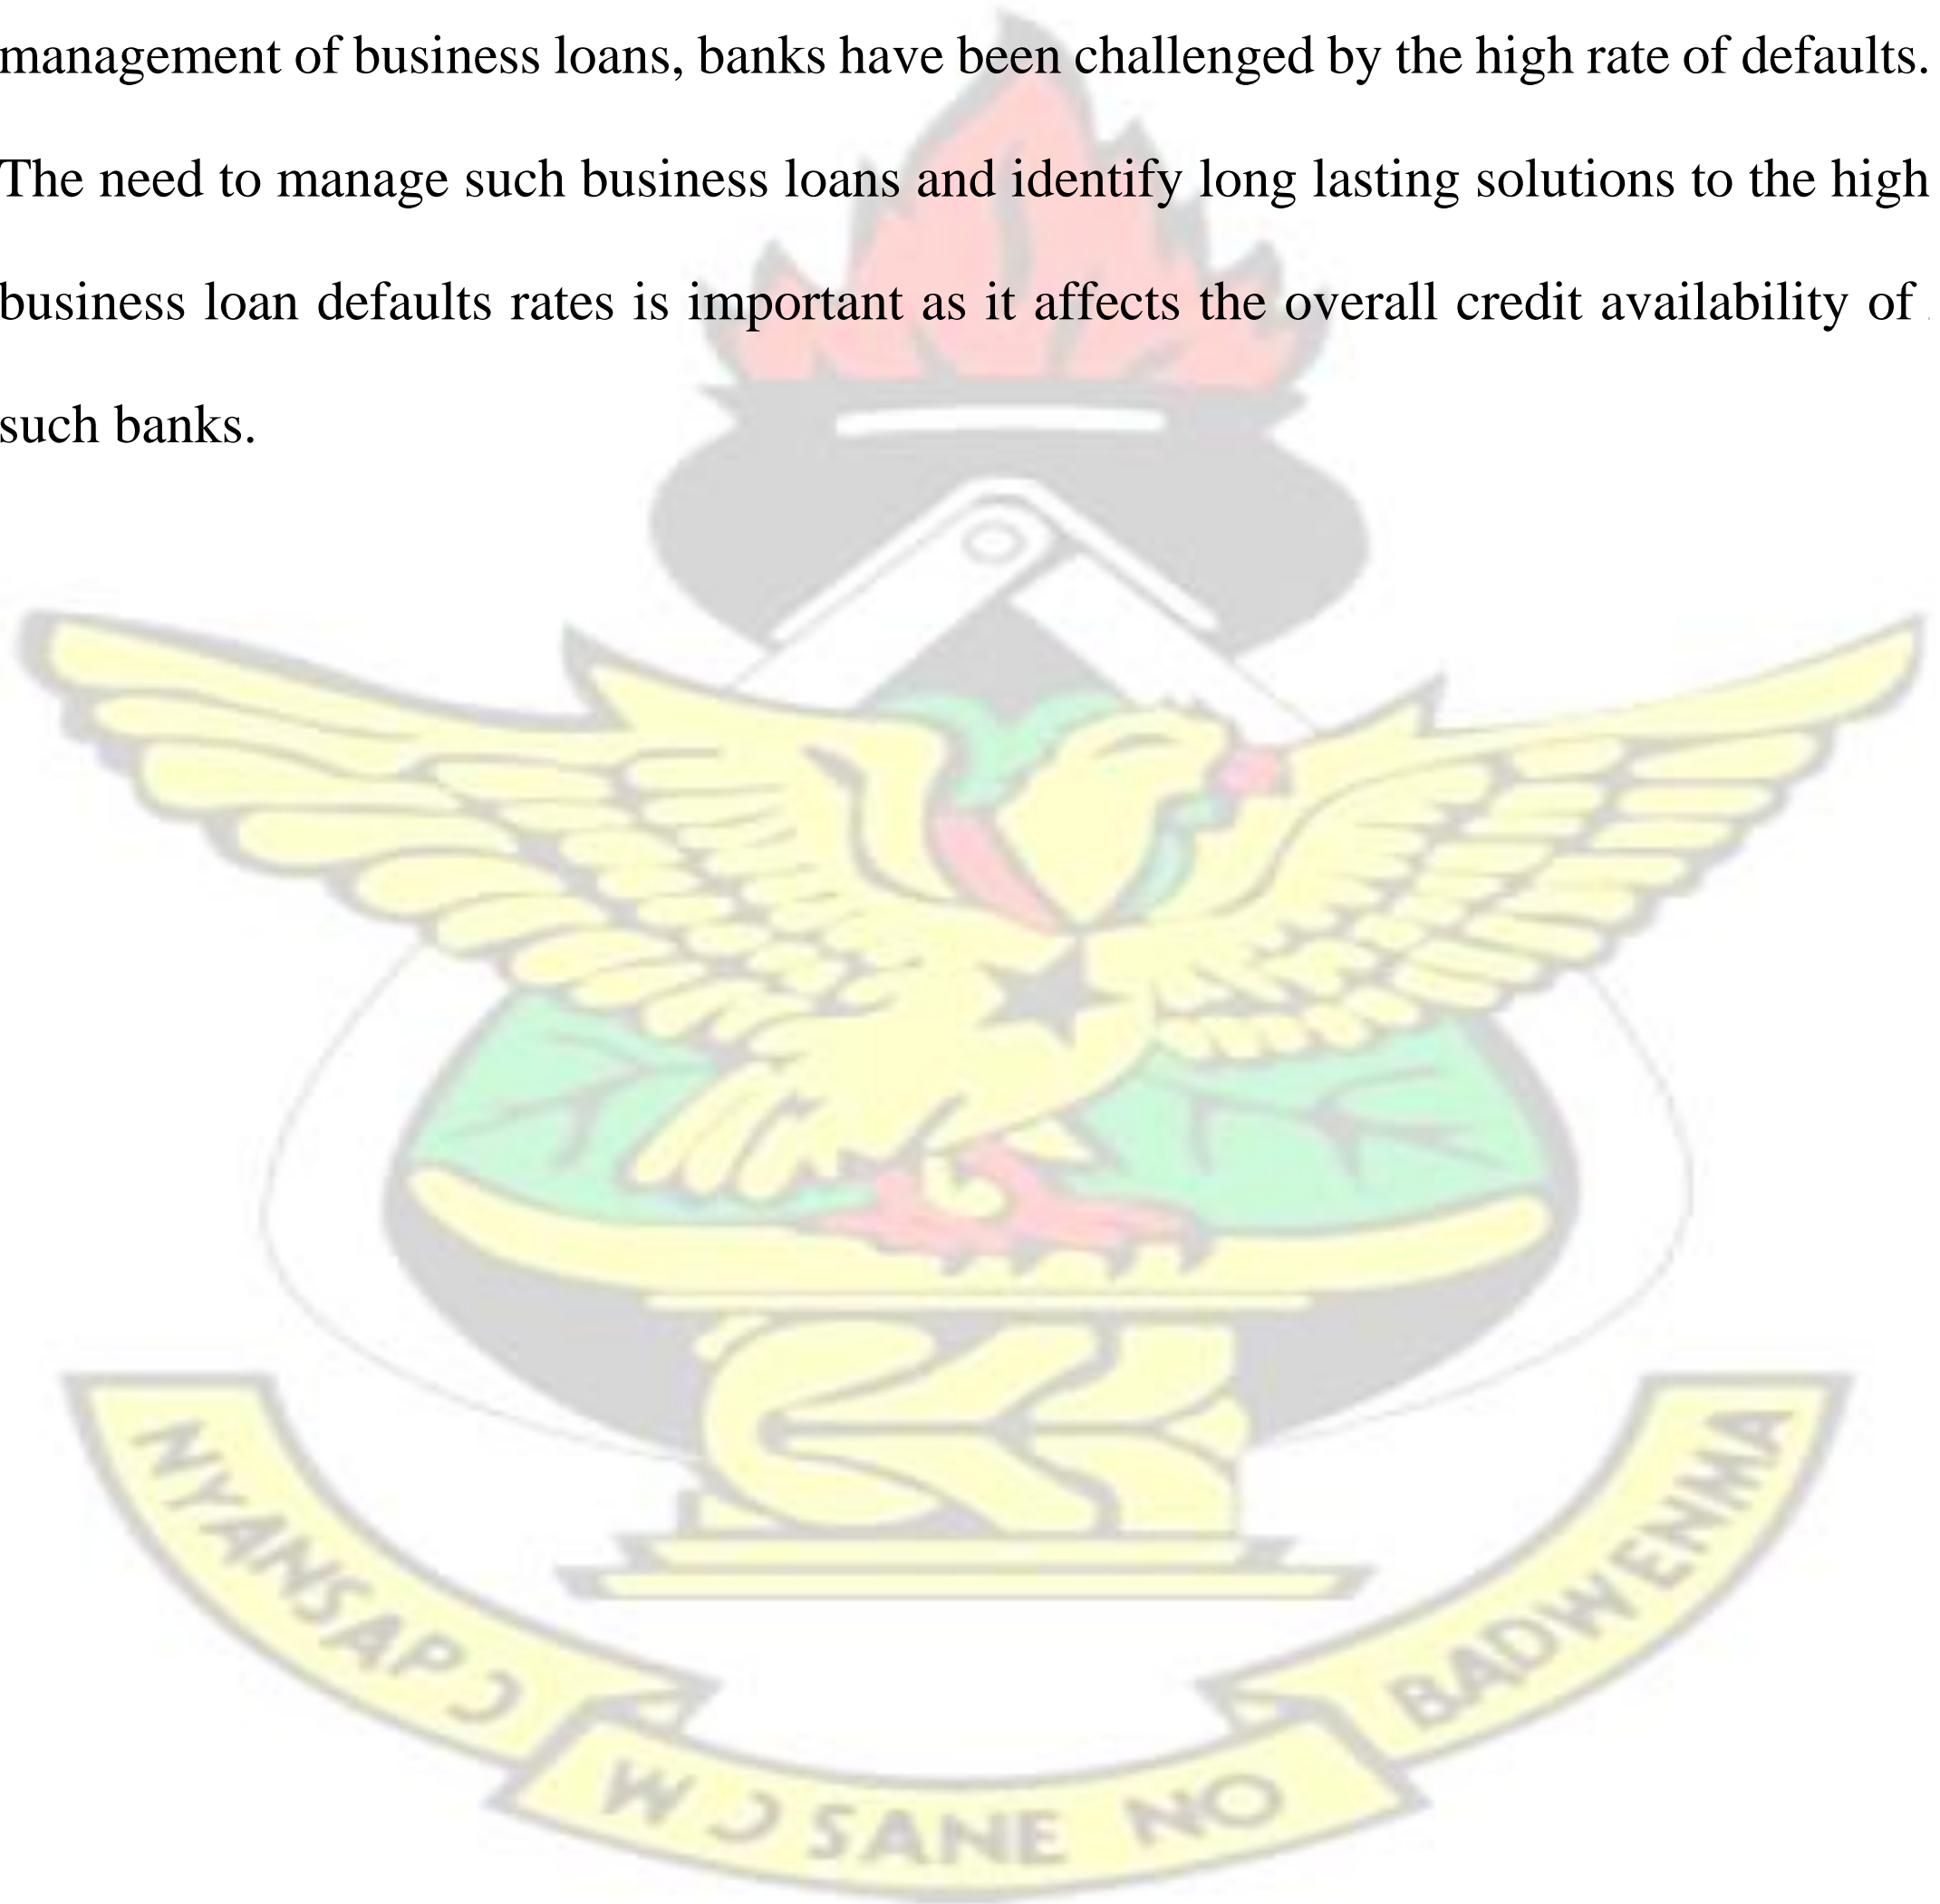 management of business loans, banks have been challenged by the high rate of defaults.
The need to manage such business loans and identify long lasting solutions to the high
business loan defaults rates is important as it affects the overall credit availability of
such banks.
NYANSAPƆ
WƆSANE NO
BADWENMA